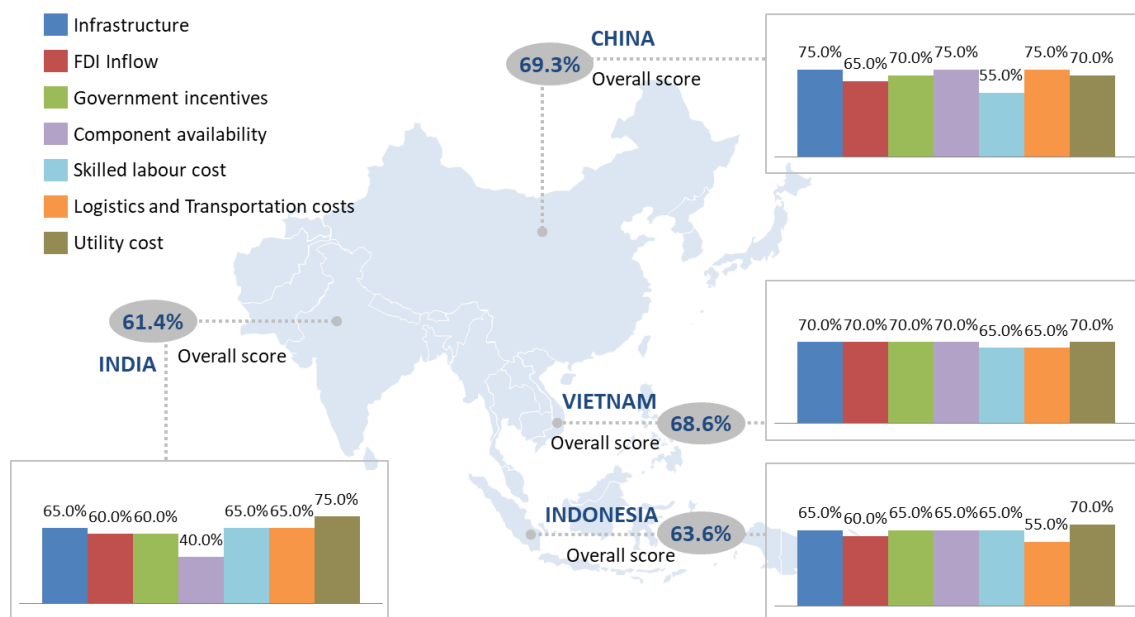 Infrastructure
FDI Inflow
Government incentives
Component availability
Skilled labour cost
Logistics and Transportation costs
Utility cost
CHINA
69.3%
Overall score
75.0% 65.0% 70.0% 75.0% 55.0% 75.0% 70.0%
61.4%
Overall score
INDIA
65.0% 60.0% 60.0% 40.0% 65.0% 65.0% 75.0%
VIETNAM
68.6%
Overall score
70.0% 70.0% 70.0% 70.0% 65.0% 65.0% 70.0%
INDONESIA
63.6%
Overall score
65.0% 60.0% 65.0% 65.0% 65.0% 55.0% 70.0%